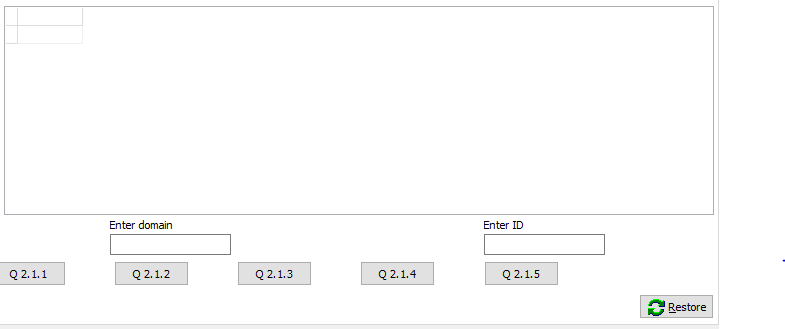 Enter domain Enter ID
Q 2.1.1 Q 2.1.2 Q 2.1.3 Q 2.1.4 Q 2.1.5
Restore